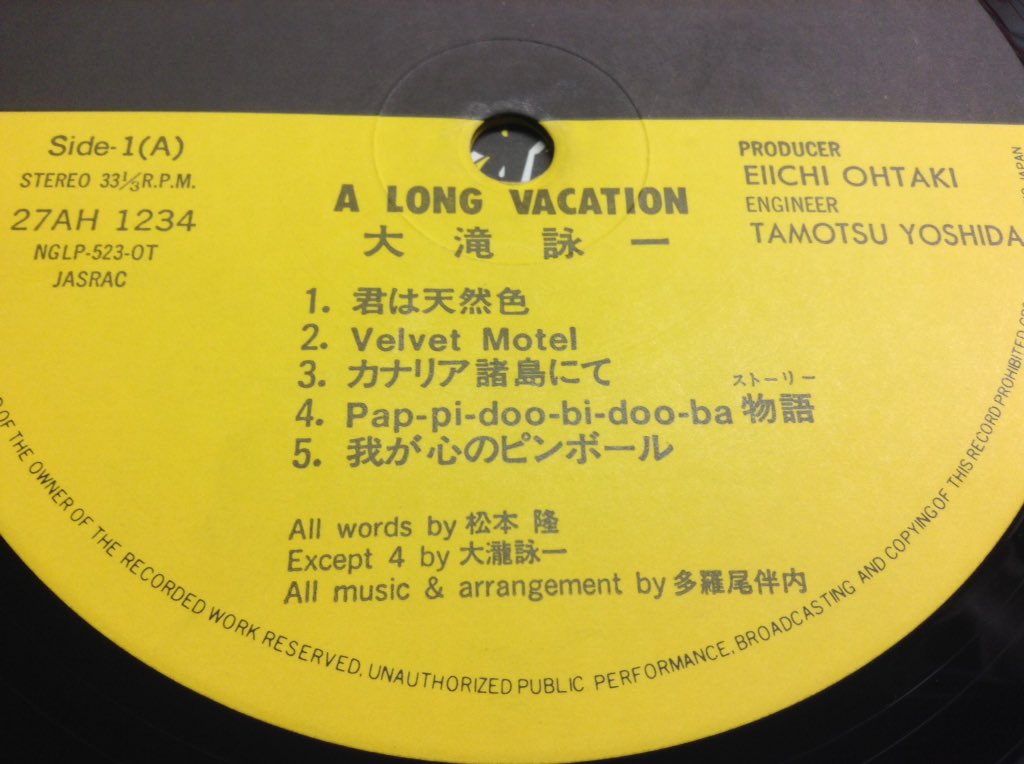 Side-1(A)
STEREO 33⅓R.P.M.
27AH 1234
NGLP-523-OT
JASRAC
A LONG VACATION
大滝詠一
PRODUCER
EIICHI OHTAKI
ENGINEER
TAMOTSU YOSHIDA
1. 君は天然色
2. Velvet Motel
3. カナリア諸島にて
ストーリー
4. Pap-pi-doo-bi-doo-ba 物語
5. 我が心のピンボール
All words by 松本 隆
Except 4 by 大瀧詠一
All music & arrangement by 多羅尾伴内
OF THE OWNER OF THE RECORDED WORK RESERVED. UNAUTHORIZED PUBLIC PERFORMANCE, BROADCASTING AND COPYING OF THIS RECORD PROHIBITED
JAPAN